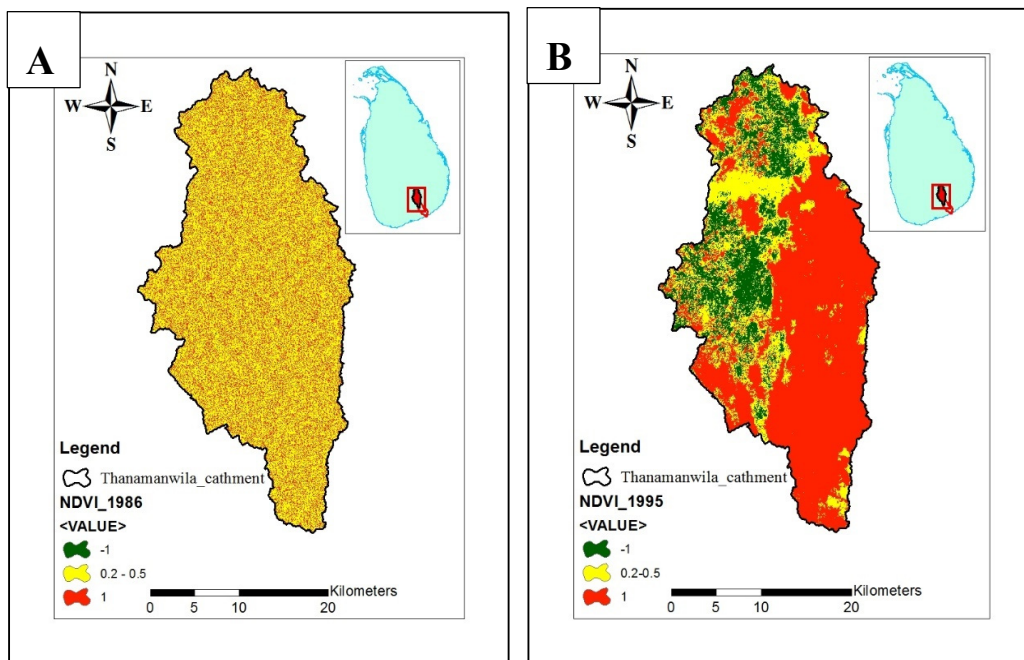 A
N
W E
S
Legend
Thanamanwila_cathment
NDVI_1986
<VALUE>
-1
0.2 - 0.5
1
Kilometers
0 5 10 20
B
N
W E
S
Legend
Thanamanwila_cathment
NDVI_1995
<VALUE>
-1
0.2-0.5
1
Kilometers
0 5 10 20